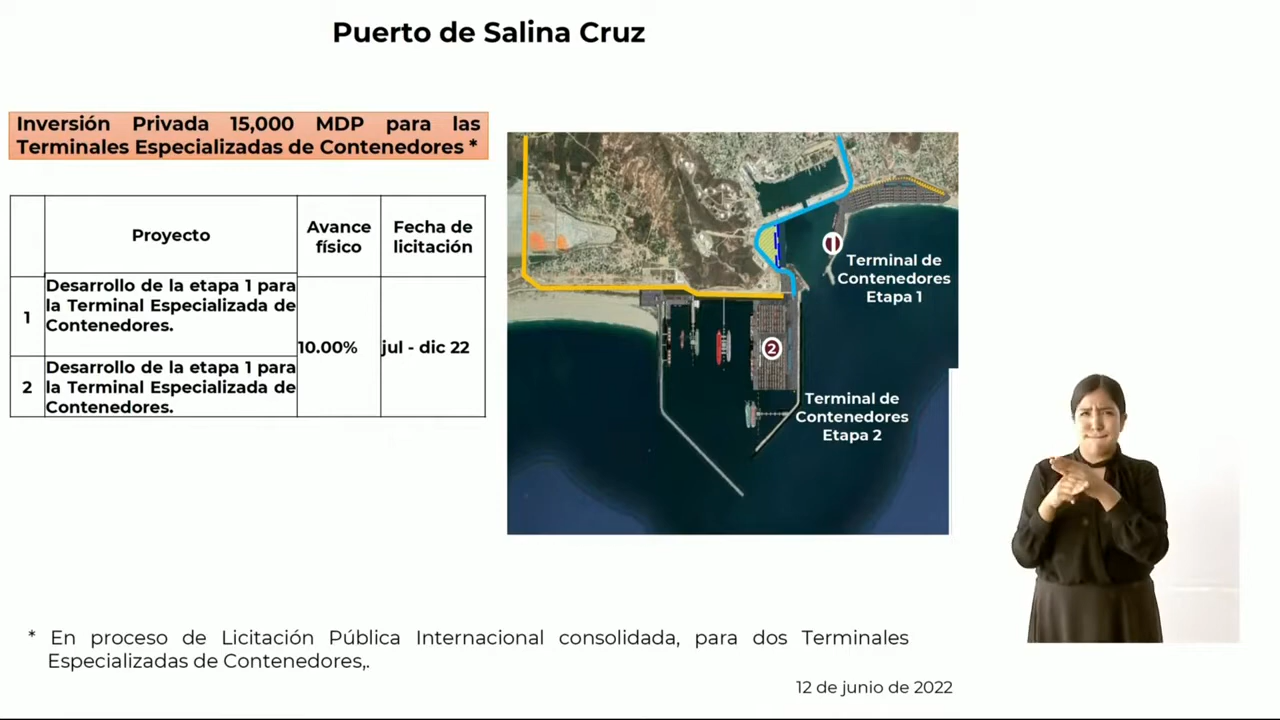 Puerto de Salina Cruz
Inversión Privada 15,000 MDP para las
Terminales Especializadas de Contenedores *
Proyecto
Avance
físico
Fecha de
licitación
1
Desarrollo de la etapa 1 para
la Terminal Especializada de
Contenedores.
10.00%
jul - dic 22
2
Desarrollo de la etapa 1 para
la Terminal Especializada de
Contenedores.
1
Terminal de
Contenedores
Etapa 1
2
Terminal de
Contenedores
Etapa 2
* En proceso de Licitación Pública Internacional consolidada, para dos Terminales
Especializadas de Contenedores,.
12 de junio de 2022